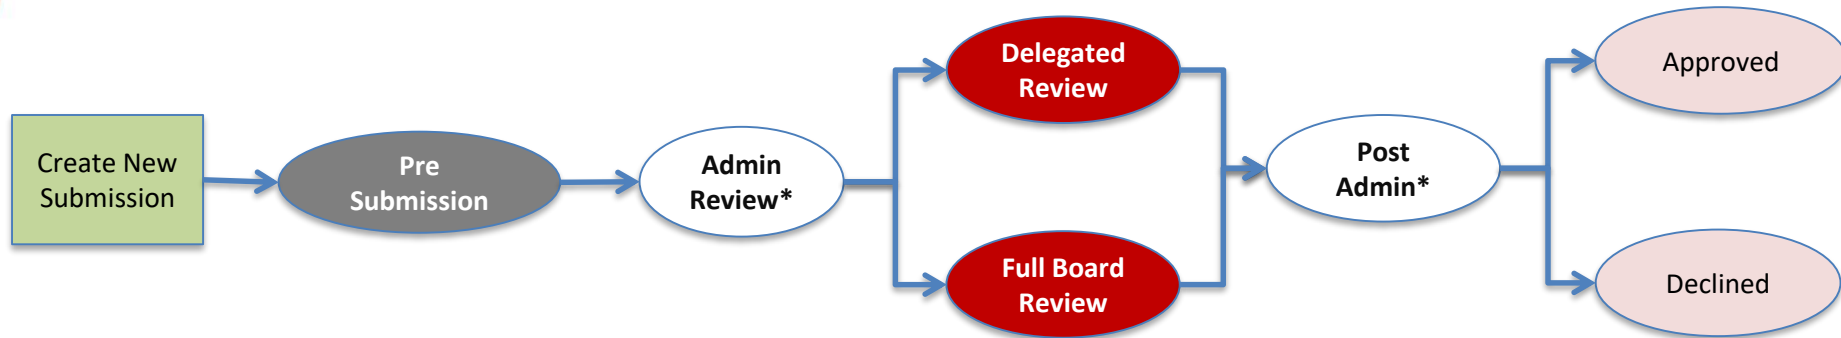 Create New
Submission
Pre
Submission
Admin
Review*
Delegated
Review
Full Board
Review
Post
Admin*
Approved
Declined